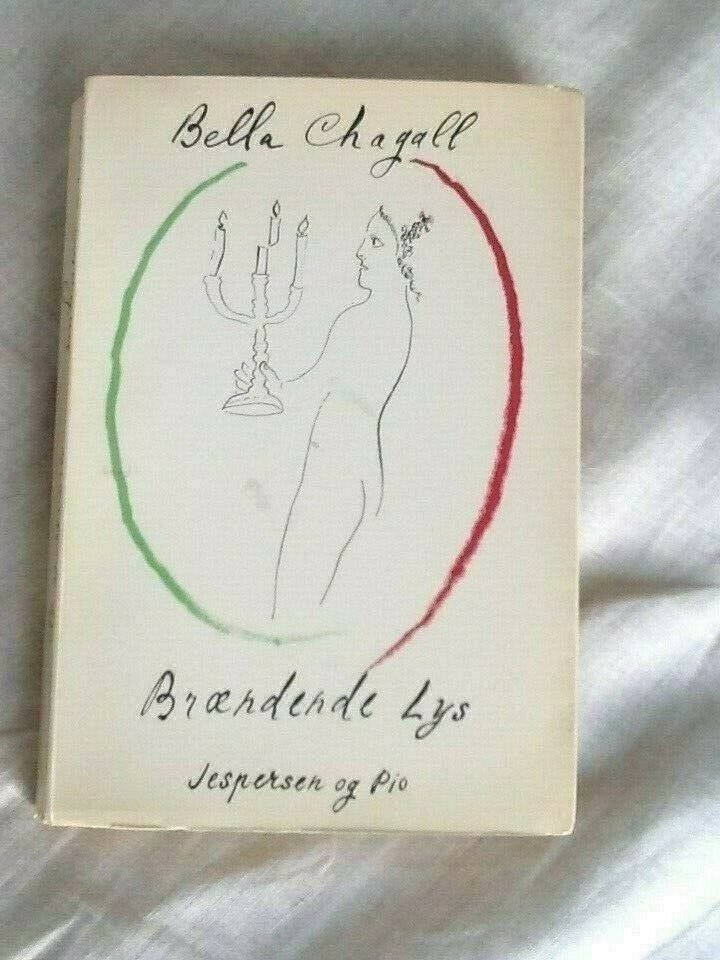 Bella Chagall
Brændende Lys
Jespersen og Pio